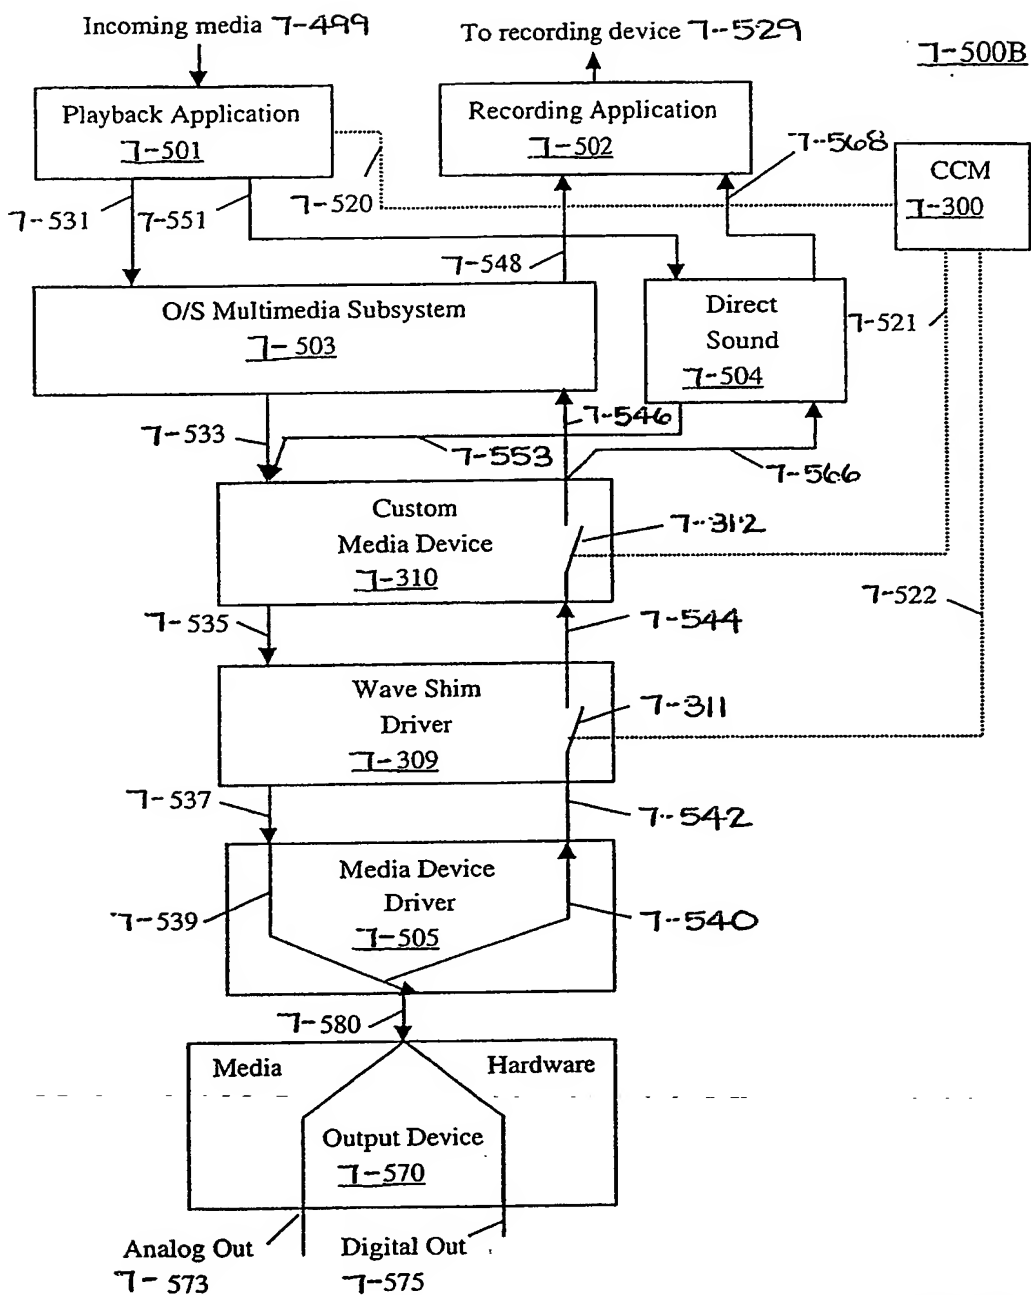 Incoming media 7-499
To recording device 7-529
7-500B
Playback Application
7-501
Recording Application
7-502
7-568
CCM
7-300
7-520
7-531
7-551
7-548
O/S Multimedia Subsystem
7-503
Direct
Sound
7-504
7-521
7-546
7-533
7-553
7-566
Custom
Media Device
7-310
7-312
7-522
7-535
7-544
Wave Shim
Driver
7-309
7-311
7-537
7-542
Media Device
Driver
7-505
7-539
7-540
7-580
Media
Hardware
Output Device
7-570
Analog Out
7-573
Digital Out
7-575